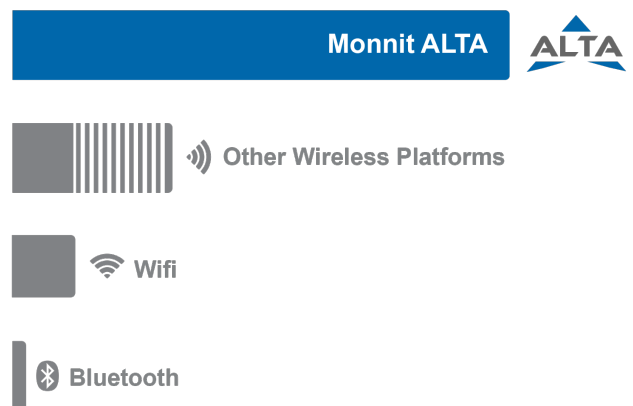 Monnit ALTA
ALTA
Other Wireless Platforms
Wifi
Bluetooth